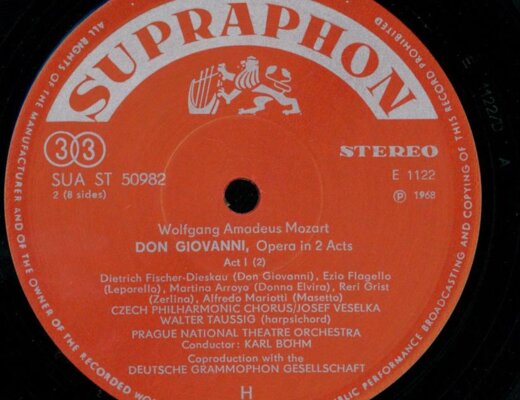 SUPRAPHON
ALL RIGHTS OF THE MANUFACTURER AND OF THE OWNER OF THE RECORDED
PUBLIC PERFORMANCE BROADCASTING AND COPYING OF THIS RECORD PROHIBITED
33
STEREO
SUA ST 50982
E 1122
2 (8 sides)
℗ 1968
Wolfgang Amadeus Mozart
DON GIOVANNI, Opera in 2 Acts
Act I (2)
Dietrich Fischer-Dieskau (Don Giovanni), Ezio Flagello
(Leporello), Martina Arroyo (Donna Elvira), Reri Grist
(Zerlina), Alfredo Mariotti (Masetto)
CZECH PHILHARMONIC CHORUS/JOSEF VESELKA
WALTER TAUSSIG (harpsichord)
PRAGUE NATIONAL THEATRE ORCHESTRA
Conductor: KARL BÖHM
Coproduction with the
DEUTSCHE GRAMMOPHON GESELLSCHAFT
H